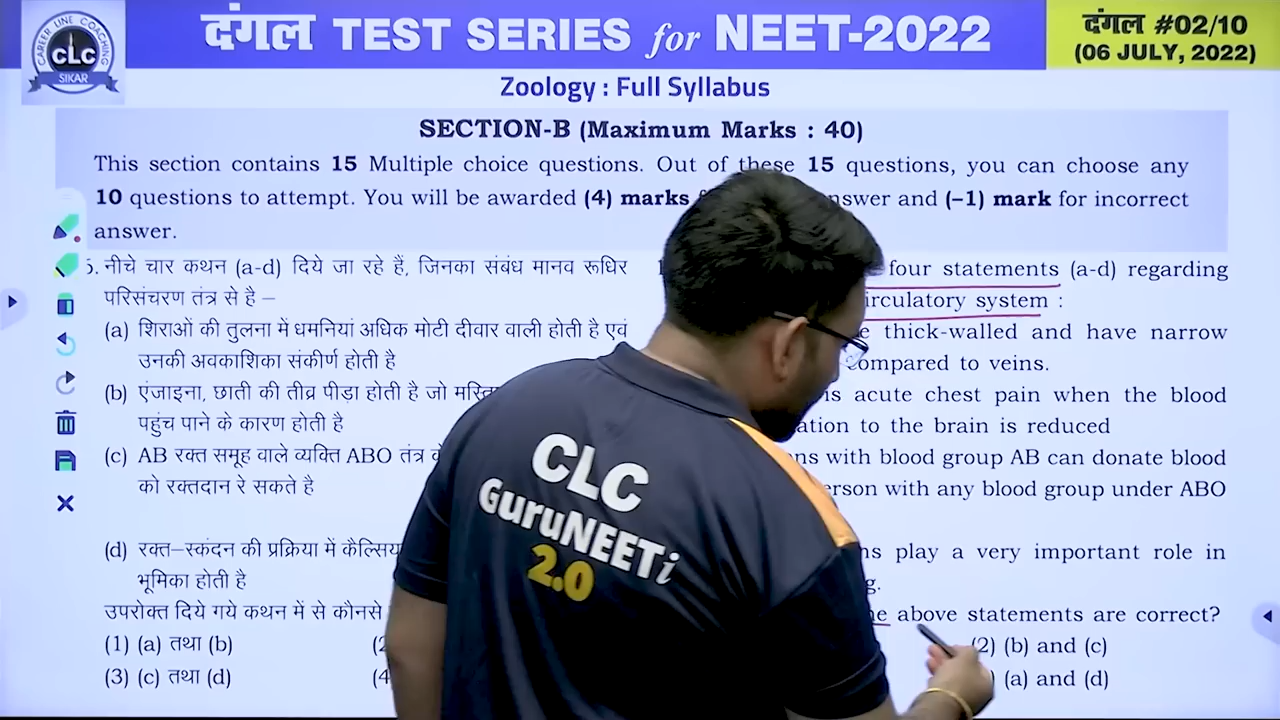 CAREER LINE COACHING
CLC
SIKAR
दंगल TEST SERIES for NEET-2022
दंगल #02/10
(06 JULY, 2022)
Zoology : Full Syllabus
SECTION-B (Maximum Marks : 40)
This section contains 15 Multiple choice questions. Out of these 15 questions, you can choose any
10 questions to attempt. You will be awarded (4) marks and (–1) mark for incorrect
answer.
नीचे चार कथन (a-d) दिये जा रहे हैं, जिनका संबंध मानव रूधिर
परिसंचरण तंत्र से है –
(a) शिराओं की तुलना में धमनियां अधिक मोटी दीवार वाली होती है एवं
उनकी अवकाशिका संकीर्ण होती है
(b) एंजाइना, छाती की तीव्र पीड़ा होती है जो
पहुंच पाने के कारण होती है
(c) AB रक्त समूह वाले व्यक्ति ABO तंत्र
को रक्तदान रे सकते है
(d) रक्त–स्कंदन की प्रक्रिया में
भूमिका होती है
उपरोक्त दिये गये कथन में से कौनसे
(1) (a) तथा (b)
(3) (c) तथा (d)
four statements (a-d) regarding
system :
thick-walled and have narrow
compared to veins.
is acute chest pain when the blood
to the brain is reduced
with blood group AB can donate blood
with any blood group under ABO
play a very important role in
above statements are correct?
(2) (b) and (c)
(a) and (d)
CLC
GuruNEETi
2.0